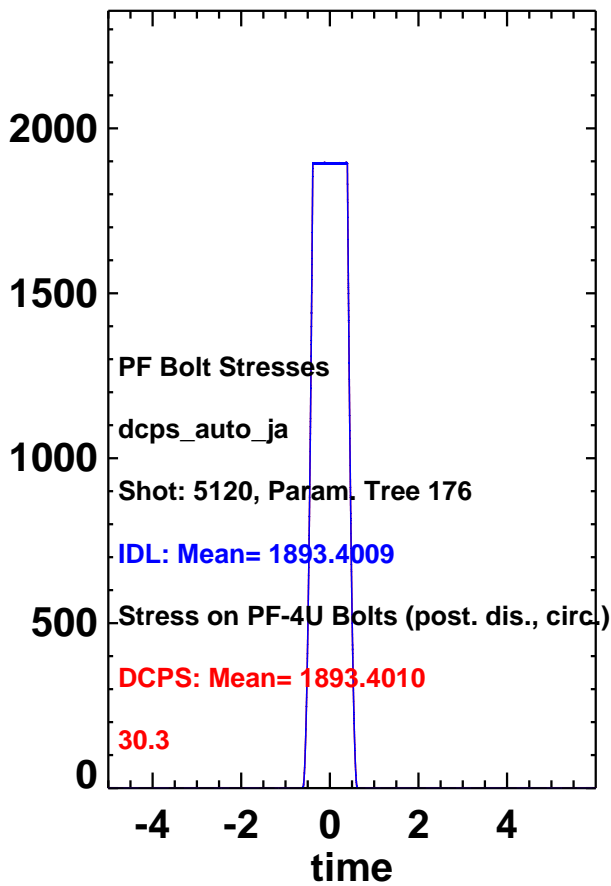 2000
1500
PF Bolt Stresses
dcps_auto_ja
1000
Shot: 5120, Param. Tree 176
IDL: Mean= 1893.4009
500
Stress on PF-4U Bolts (post. dis., circ.)
DCPS: Mean= 1893.4010
30.3
0
-4 -2 0 2 4
time